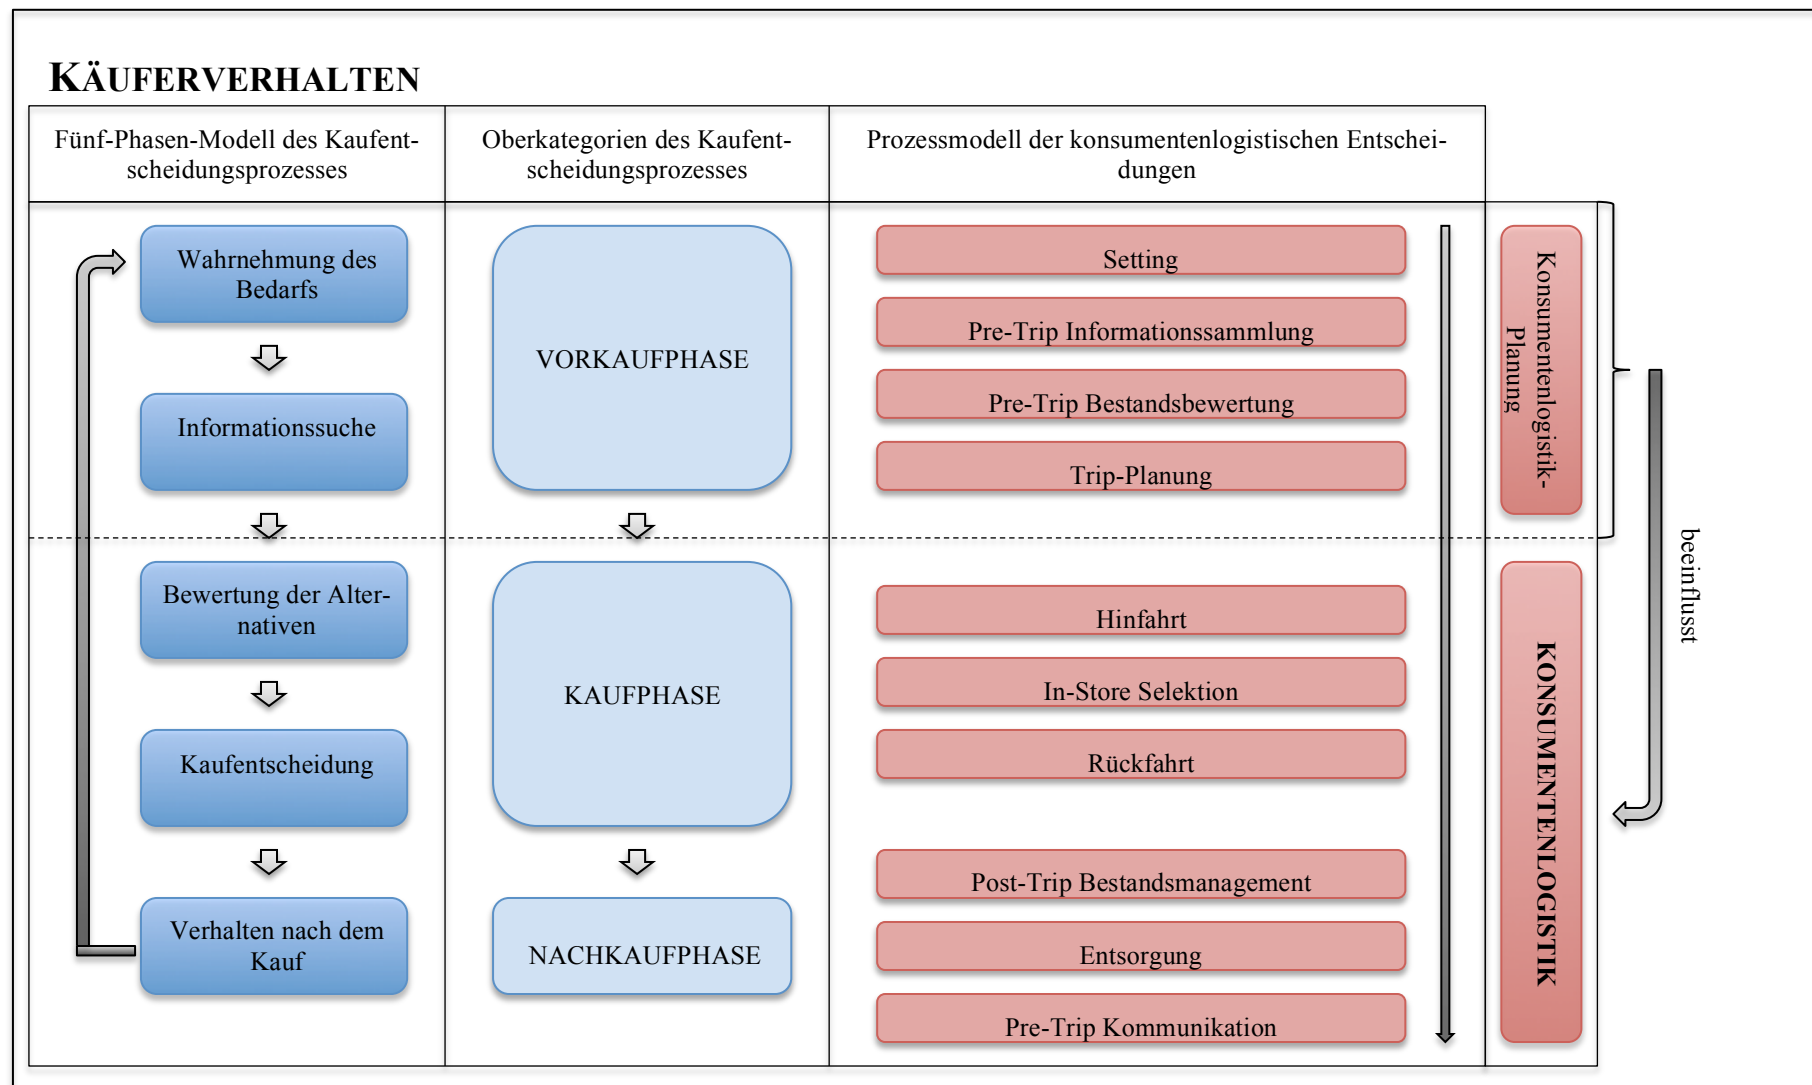 KÄUFERVERHALTEN
Fünf-Phasen-Modell des Kaufent-
scheidungsprozesses
Oberkategorien des Kaufent-
scheidungsprozesses
Prozessmodell der konsumentenlogistischen Entschei-
dungen
Wahrnehmung des
Bedarfs
Informationssuche
Bewertung der Alter-
nativen
Kaufentscheidung
Verhalten nach dem
Kauf
VORKAUFPHASE
KAUFPHASE
NACHKAUFPHASE
Setting
Pre-Trip Informationssammlung
Pre-Trip Bestandsbewertung
Trip-Planung
Hinfahrt
In-Store Selektion
Rückfahrt
Post-Trip Bestandsmanagement
Entsorgung
Pre-Trip Kommunikation
Konsumentenlogistik-
Planung
KONSUMENTENLOGISTIK
beeinflusst